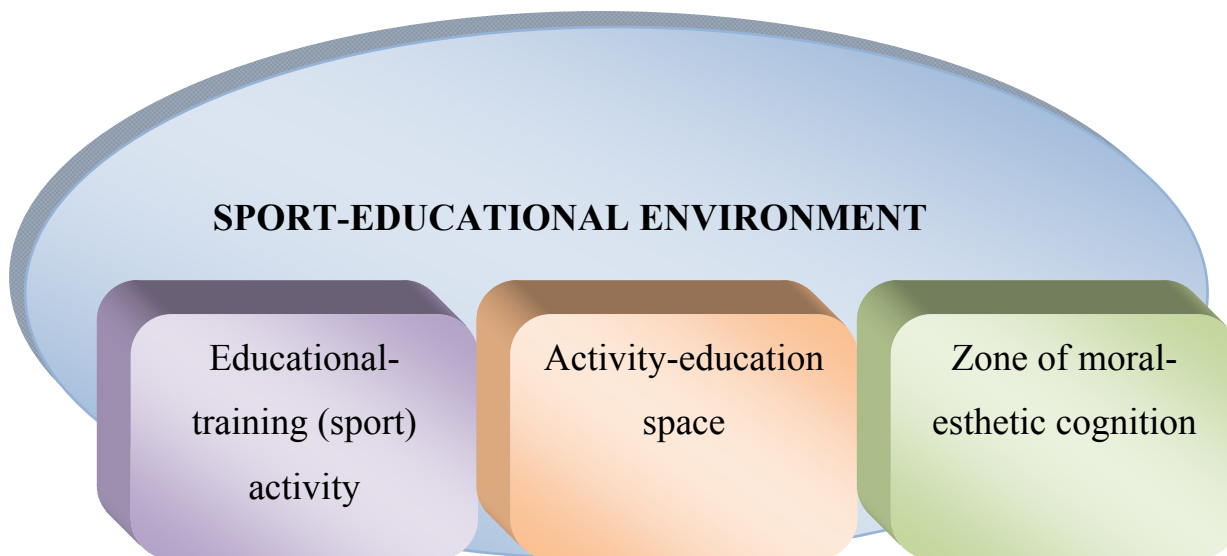 SPORT-EDUCATIONAL ENVIRONMENT
Educational-
training (sport)
activity
Activity-education
space
Zone of moral-
esthetic cognition